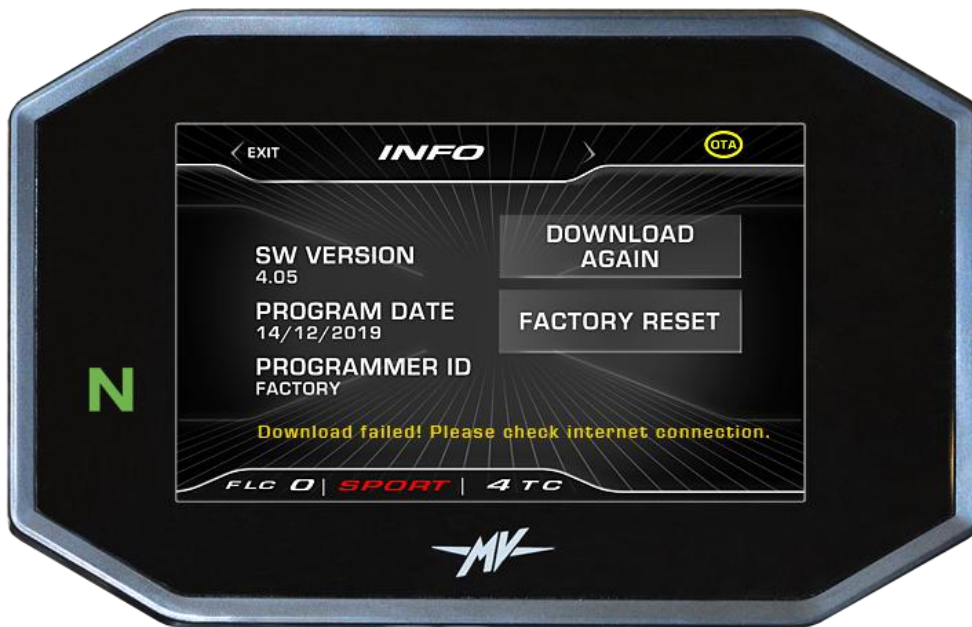 EXIT
INFO
OTA
SW VERSION
4.05
PROGRAM DATE
14/12/2019
PROGRAMMER ID
FACTORY
DOWNLOAD
AGAIN
FACTORY RESET
Download failed! Please check internet connection.
N
FLC 0 | SPORT | 4 TC
MV